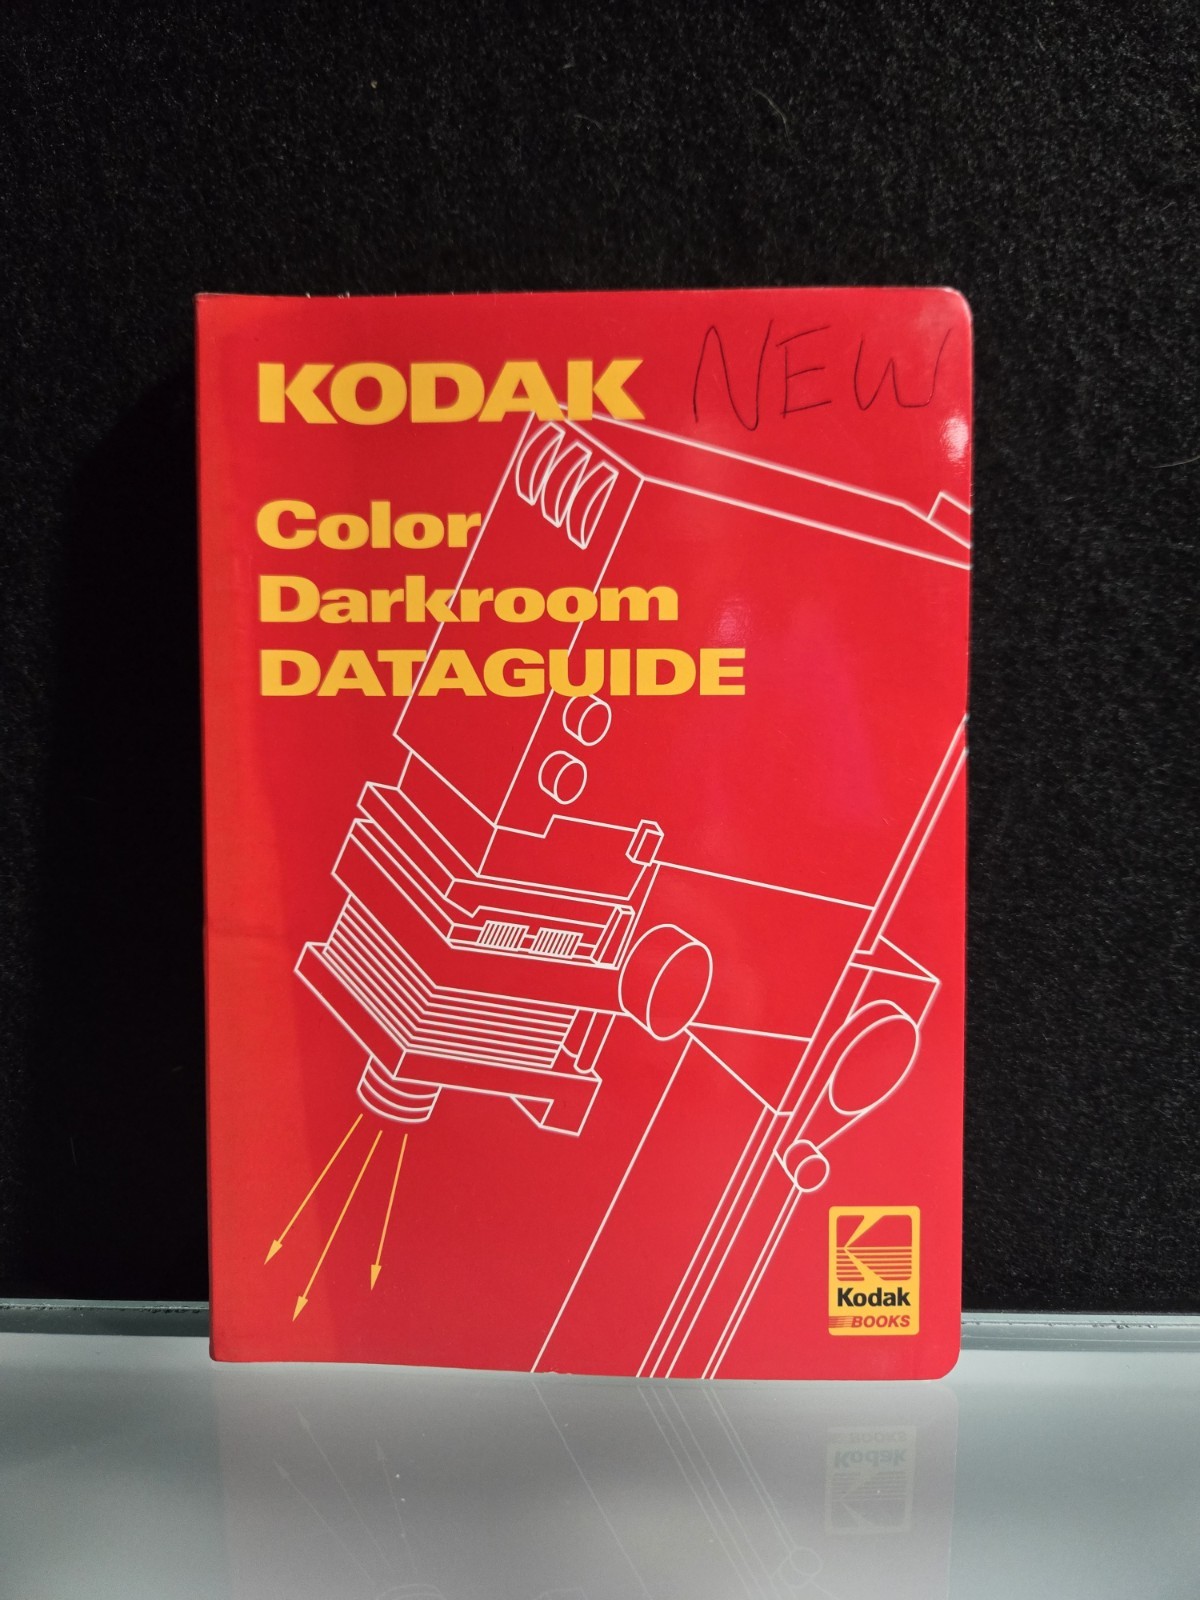 KODAK NEW
Color
Darkroom
DATAGUIDE
Kodak
BOOKS